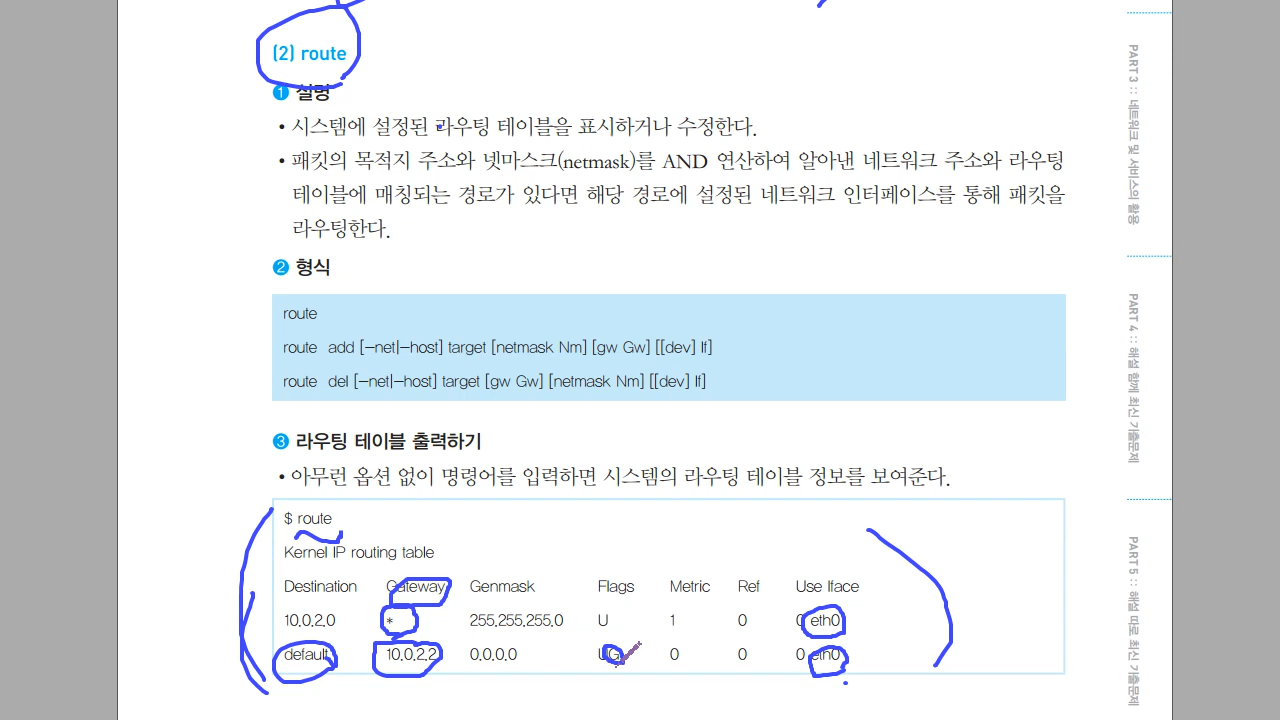 (2) route
❶ 설명
• 시스템에 설정된 라우팅 테이블을 표시하거나 수정한다.
• 패킷의 목적지 주소와 넷마스크(netmask)를 AND 연산하여 알아낸 네트워크 주소와 라우팅
테이블에 매칭되는 경로가 있다면 해당 경로에 설정된 네트워크 인터페이스를 통해 패킷을
라우팅한다.
❷ 형식
route
route add [-net|-host] target [netmask Nm] [gw Gw] [[dev] If]
route del [-net|-host] target [gw Gw] [netmask Nm] [[dev] If]
❸ 라우팅 테이블 출력하기
• 아무런 옵션 없이 명령어를 입력하면 시스템의 라우팅 테이블 정보를 보여준다.
$ route
Kernel IP routing table
Destination Gateway Genmask Flags Metric Ref Use Iface
10.0.2.0 * 255.255.255.0 U 1 0 0 eth0
default 10.0.2.2 0.0.0.0 UG 0 0 0 eth0
PART 3 :: 네트워크 및 서비스의 활용
PART 4 :: 해설 함께 최신 기출문제
PART 5 :: 해설 따로 최신 기출문제